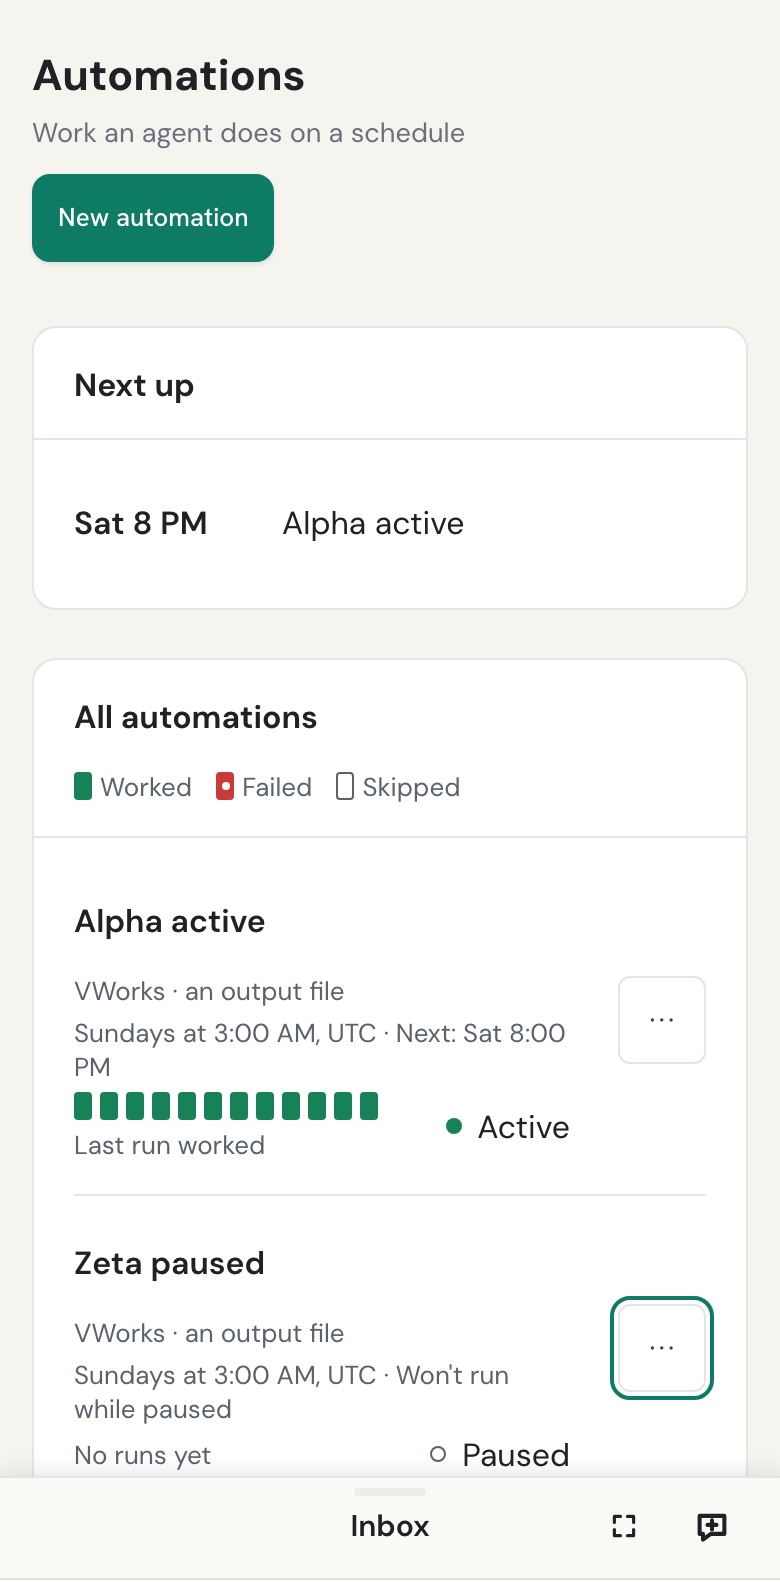 Automations
Work an agent does on a schedule
New automation
Next up
Sat 8 PM Alpha active
All automations
Worked Failed Skipped
Alpha active
VWorks · an output file
...
Sundays at 3:00 AM, UTC · Next: Sat 8:00
PM
Active
Last run worked
Zeta paused
VWorks · an output file
...
Sundays at 3:00 AM, UTC · Won't run
while paused
No runs yet Paused
Inbox